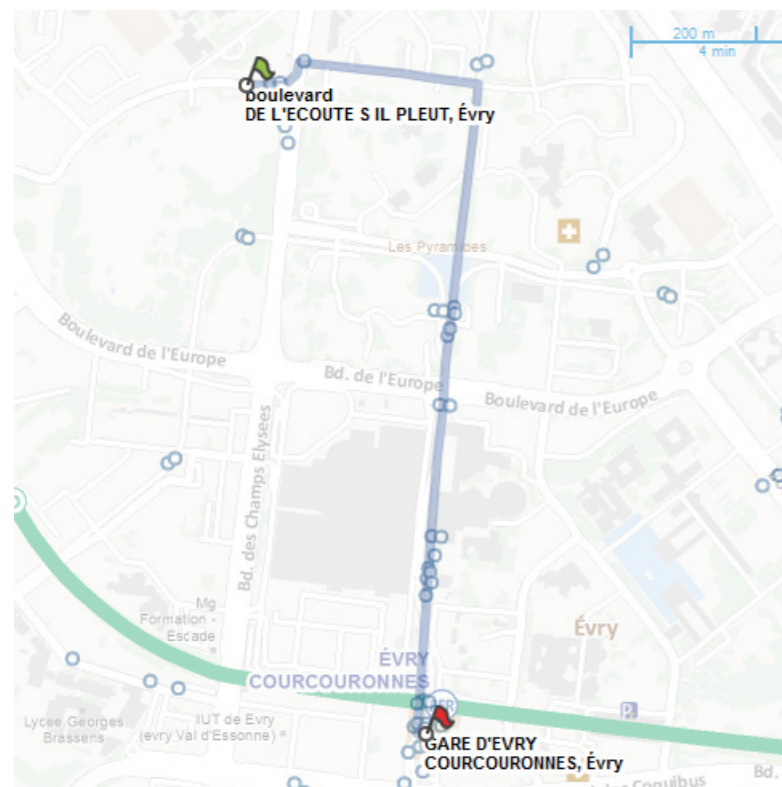 200 m
4 min
boulevard
DE L'ECOUTE S IL PLEUT, Évry
Les Pyramides
Boulevard de l'Europe
Bd. de l'Europe
Boulevard de l'Europe
Bd. des Champs Elysees
Mg
Formation -
Escade
Évry
ÉVRY
COURCOURONNES
Lycee Georges
Brassens
IUT de Evry
(evry Val d'Essonne)
GARE D'EVRY
COURCOURONNES, Évry
Coquibus
Bd.